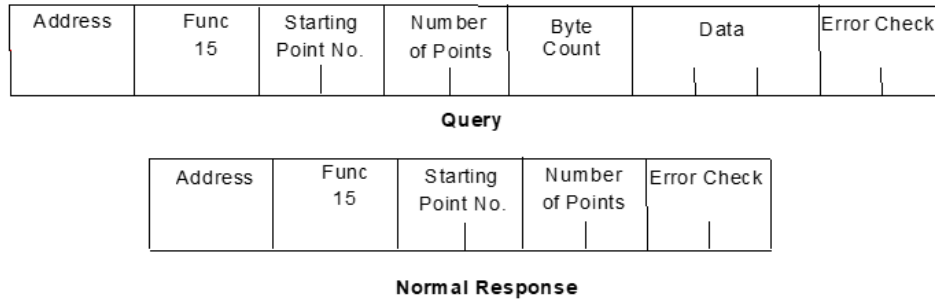 Address
Func
15
Starting
Point No.
Number
of Points
Byte
Count
Data
Error Check
Query
Address
Func
15
Starting
Point No.
Number
of Points
Error Check
Normal Response